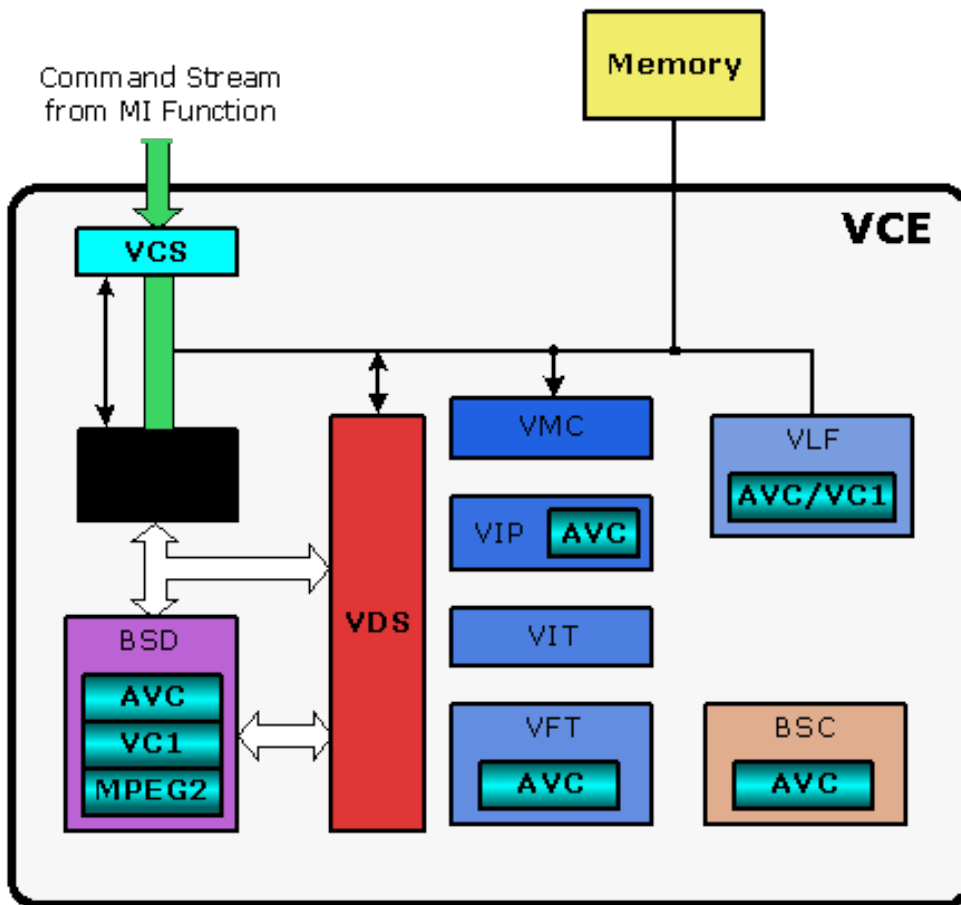 Memory
Command Stream
from MI Function
VCE
VCS
VMC
VLF
AVC/VC1
VIP
AVC
VDS
VIT
BSD
AVC
VC1
MPEG2
VFT
AVC
BSC
AVC